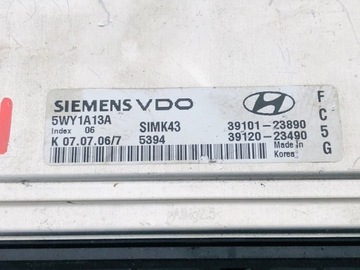 SIEMENS VDO
5WY1A13A
Index 06 SIMK43 39101-23890
39120-23490
K 07.07.06/7 5394 Made in Korea
F
C
5
G